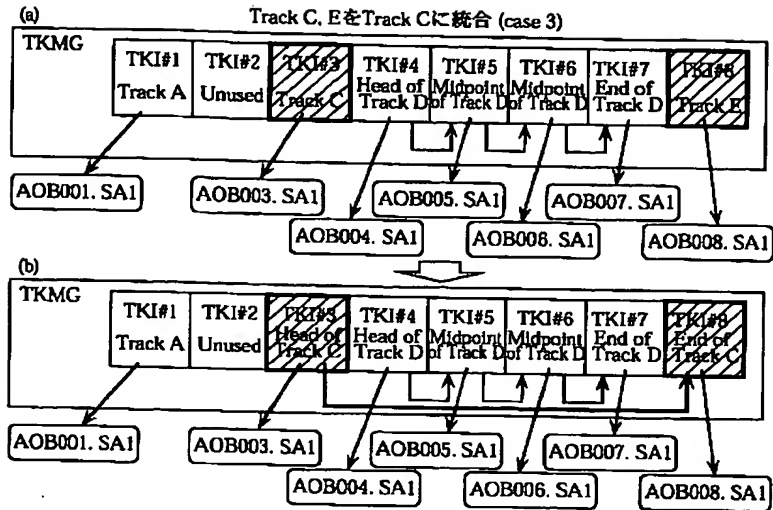 (a)
Track C, EをTrack Cに統合 (case 3)
TKMG
TKI#1
Track A
TKI#2
Unused
TKI#3
Track C
TKI#4
Head of
Track D
TKI#5
Midpoint
of Track D
TKI#6
Midpoint
of Track D
TKI#7
End of
Track D
TKI#8
Track E
AOB001. SA1
AOB003. SA1
AOB004. SA1
AOB005. SA1
AOB006. SA1
AOB007. SA1
AOB008. SA1
(b)
TKMG
TKI#1
Track A
TKI#2
Unused
TKI#3
Head of
Track C
TKI#4
Head of
Track D
TKI#5
Midpoint
of Track D
TKI#6
Midpoint
of Track D
TKI#7
End of
Track D
TKI#8
End of
Track C
AOB001. SA1
AOB003. SA1
AOB004. SA1
AOB005. SA1
AOB006. SA1
AOB007. SA1
AOB008. SA1